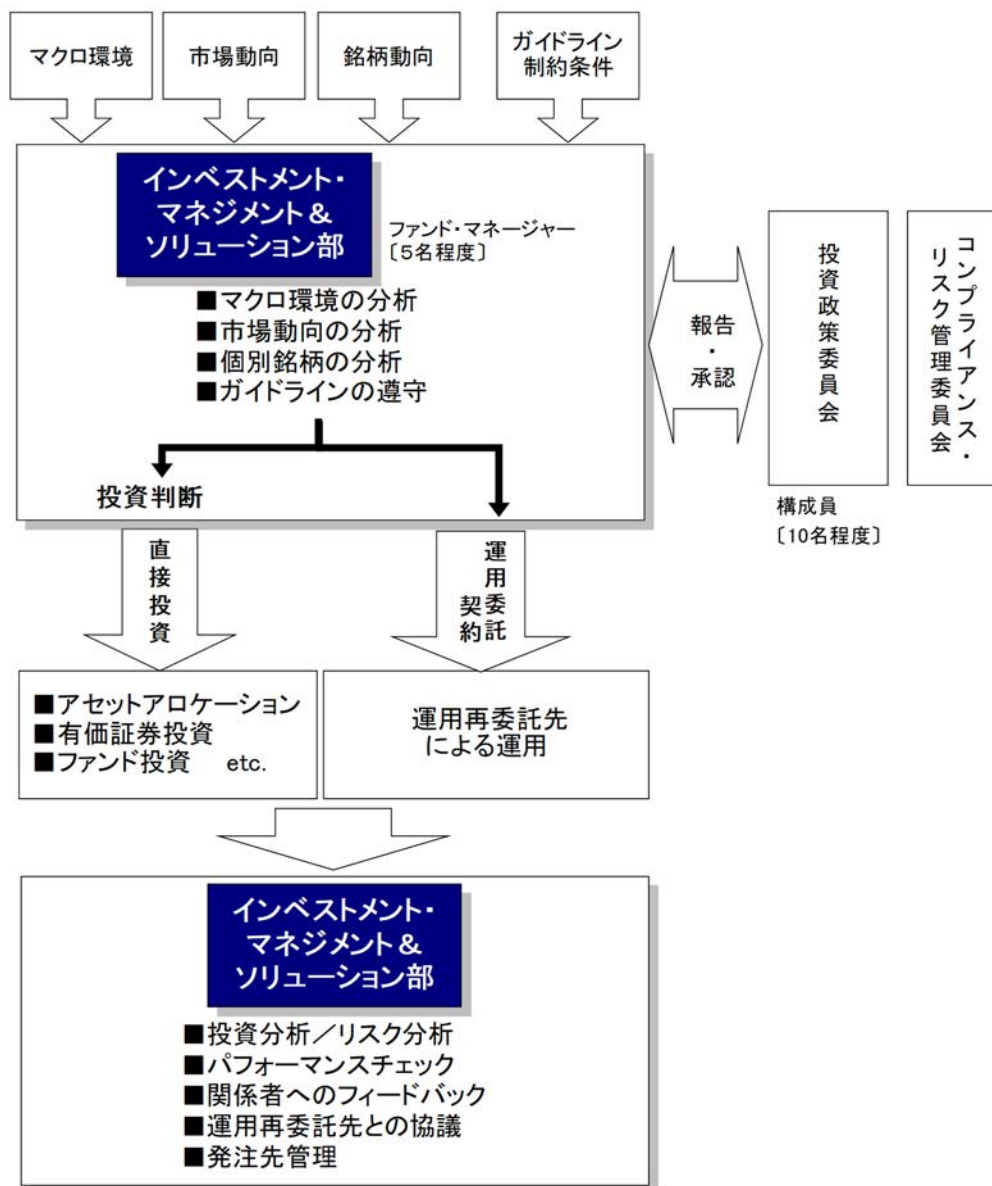 マクロ環境
市場動向
銘柄動向
ガイドライン
制約条件
インベストメント・
マネジメント＆
ソリューション部
ファンド・マネージャー
〔5名程度〕
■マクロ環境の分析
■市場動向の分析
■個別銘柄の分析
■ガイドラインの遵守
投資判断
報告
・
承認
投資政策委員会
コンプライアンス・
リスク管理委員会
構成員
〔10名程度〕
直接投資
運用委託
契約
■アセットアロケーション
■有価証券投資
■ファンド投資　etc.
運用再委託先
による運用
インベストメント・
マネジメント＆
ソリューション部
■投資分析／リスク分析
■パフォーマンスチェック
■関係者へのフィードバック
■運用再委託先との協議
■発注先管理